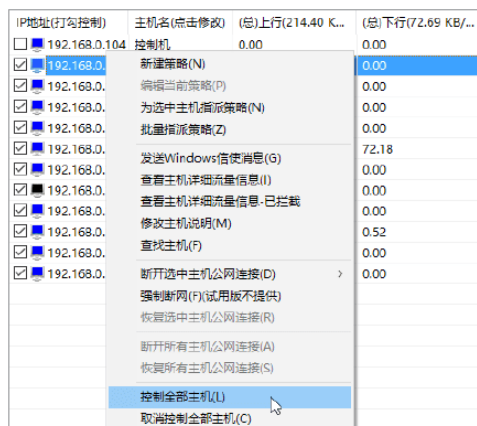 IP地址(打勾控制) 主机名(点击修改) (总)上行(214.40 K... (总)下行(72.69 KB/...
192.168.0.104 控制机 0.00 0.00
192.168.0. 0.00
192.168.0. 0.00
192.168.0. 0.00
192.168.0. 0.00
192.168.0. 72.18
192.168.0. 0.00
192.168.0. 0.00
192.168.0. 0.00
192.168.0. 0.52
192.168.0. 0.00
新建策略(N)
编辑当前策略(P)
为选中主机指派策略(N)
批量指派策略(Z)
发送Windows信使消息(G)
查看主机详细流量信息(I)
查看主机详细流量信息-已拦截
修改主机说明(M)
查找主机(F)
断开选中主机公网连接(D)
强制断网(F)(试用版不提供)
恢复选中主机公网连接(R)
断开所有主机公网连接(A)
恢复所有主机公网连接(S)
控制全部主机(L)
取消控制全部主机(C)